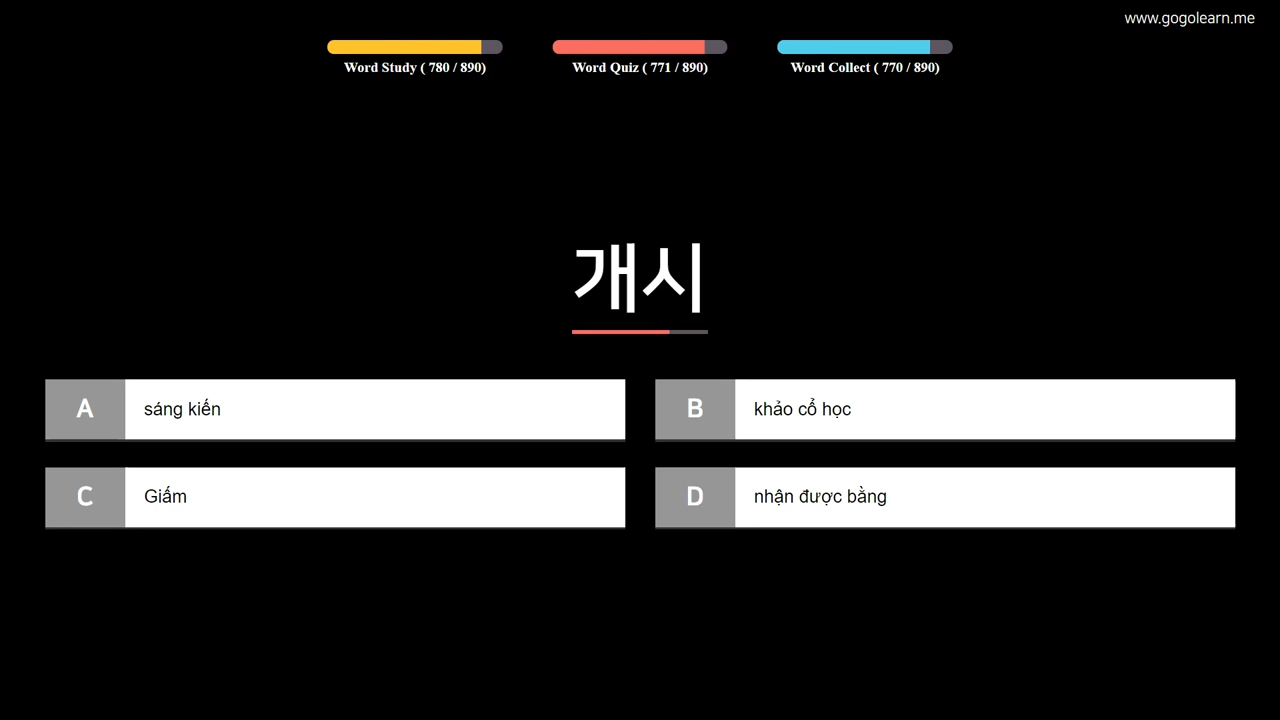 www.gogolearn.me
Word Study ( 780 / 890)
Word Quiz ( 771 / 890)
Word Collect ( 770 / 890)
개시
A sáng kiến
B khảo cổ học
C Giấm
D nhận được bằng